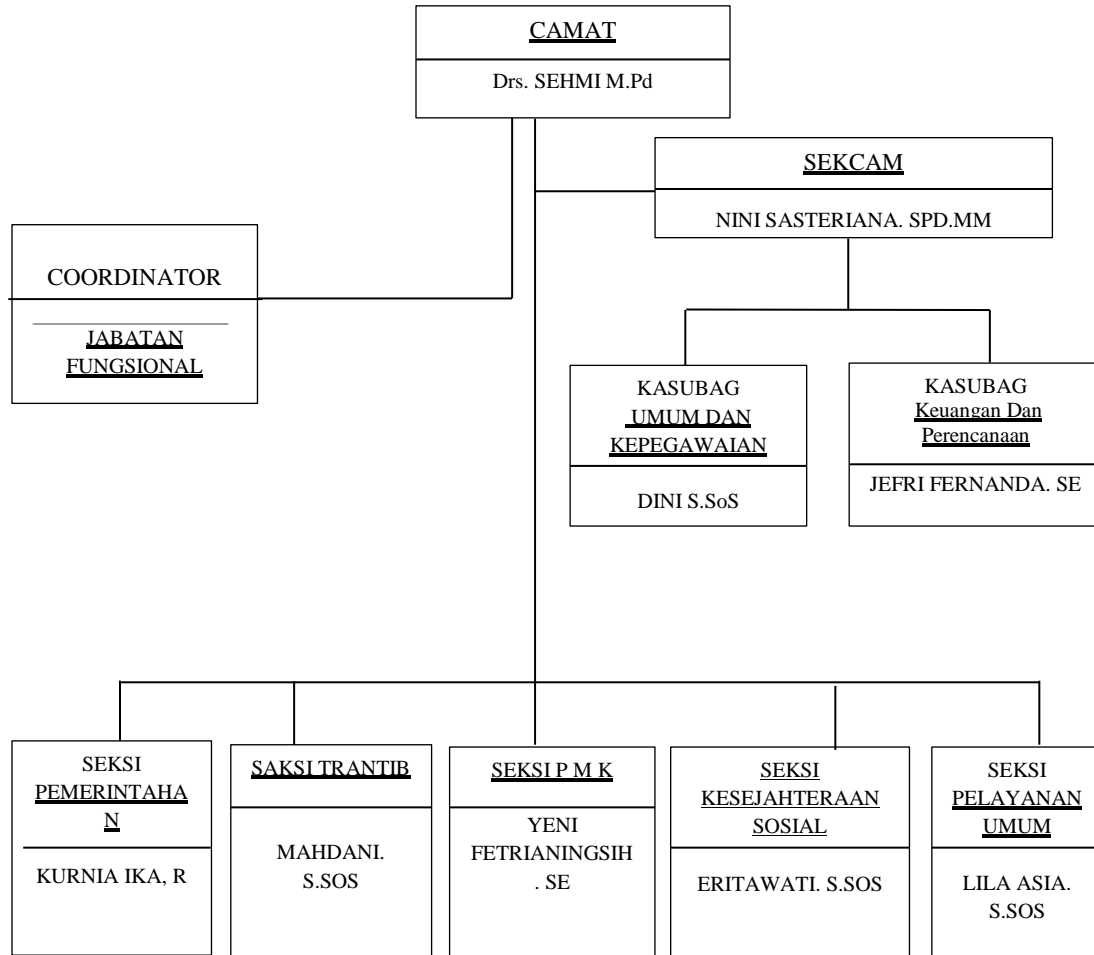 CAMAT
Drs. SEHMI M.Pd
SEKCAM
NINI SASTERIANA. SPD.MM
COORDINATOR
JABATAN
FUNGSIONAL
KASUBAG
UMUM DAN
KEPEGAWAIAN
DINI S.SoS
KASUBAG
Keuangan Dan
Perencanaan
JEFRI FERNANDA. SE
SEKSI
PEMERINTAHA
N
KURNIA IKA, R
SAKSI TRANTIB
MAHDANI.
S.SOS
SEKSI P M K
YENI
FETRIANINGSIH
. SE
SEKSI
KESEJAHTERAAN
SOSIAL
ERITAWATI. S.SOS
SEKSI
PELAYANAN
UMUM
LILA ASIA.
S.SOS